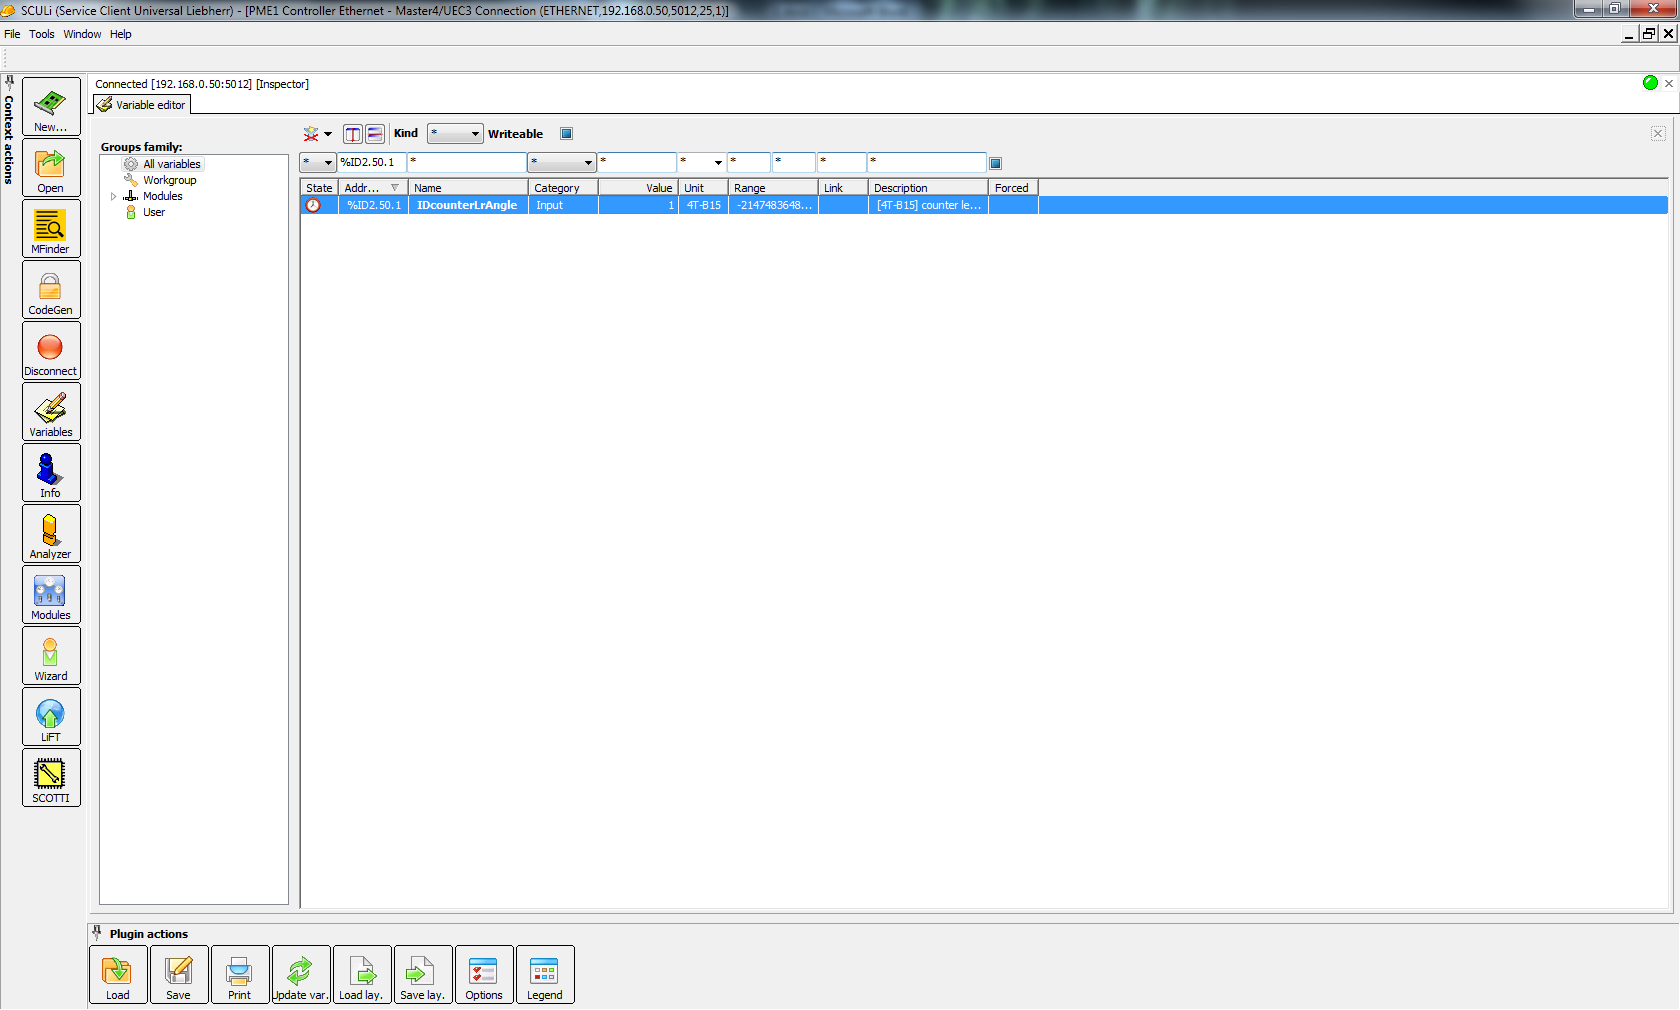 SCULi (Service Client Universal Liebherr) - [PME1 Controller Ethernet - Master4/UEC3 Connection (ETHERNET,192.168.0.50,5012,25,1)]
File Tools Window Help
Context actions
Connected [192.168.0.50:5012] [Inspector]
Variable editor
New...
Open
MFinder
CodeGen
Disconnect
Variables
Info
Analyzer
Modules
Wizard
LiFT
SCOTTI
Groups family:
All variables
Workgroup
Modules
User
Kind * Writeable
* %ID2.50.1 * * * * * * * *
State Addr... Name Category Value Unit Range Link Description Forced
%ID2.50.1 IDcounterLrAngle Input 1 4T-B15 -2147483648... [4T-B15] counter le...
Plugin actions
Load Save Print Update var. Load lay. Save lay. Options Legend